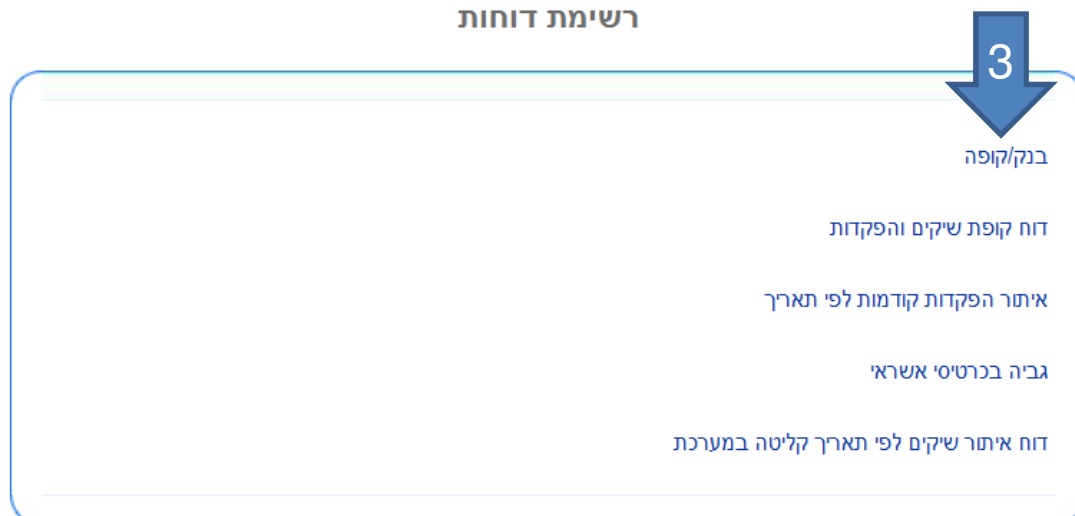 רשימת דוחות
3
בנק/קופה
דוח קופת שיקים והפקדות
איתור הפקדות קודמות לפי תאריך
גביה בכרטיסי אשראי
דוח איתור שיקים לפי תאריך קליטה במערכת